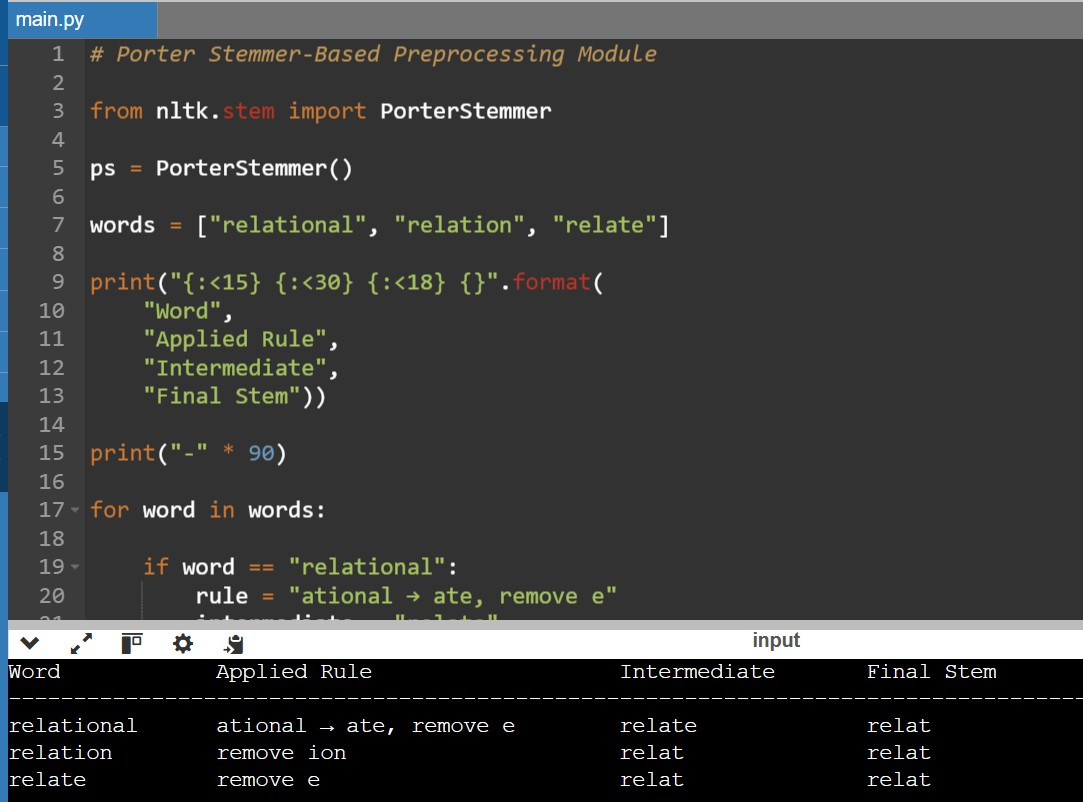 main.py
1 # Porter Stemmer-Based Preprocessing Module
2
3 from nltk.stem import PorterStemmer
4
5 ps = PorterStemmer()
6
7 words = ["relational", "relation", "relate"]
8
9 print("{:<15} {:<30} {:<18} {}".format(
10     "Word",
11     "Applied Rule",
12     "Intermediate",
13     "Final Stem"))
14
15 print("-" * 90)
16
17 for word in words:
18
19     if word == "relational":
20         rule = "ational → ate, remove e"
21         intermediate = "relate"
input
Word Applied Rule Intermediate Final Stem
------------------------------------------------------------------------------------------
relational ational → ate, remove e relate relat
relation remove ion relat relat
relate remove e relat relat